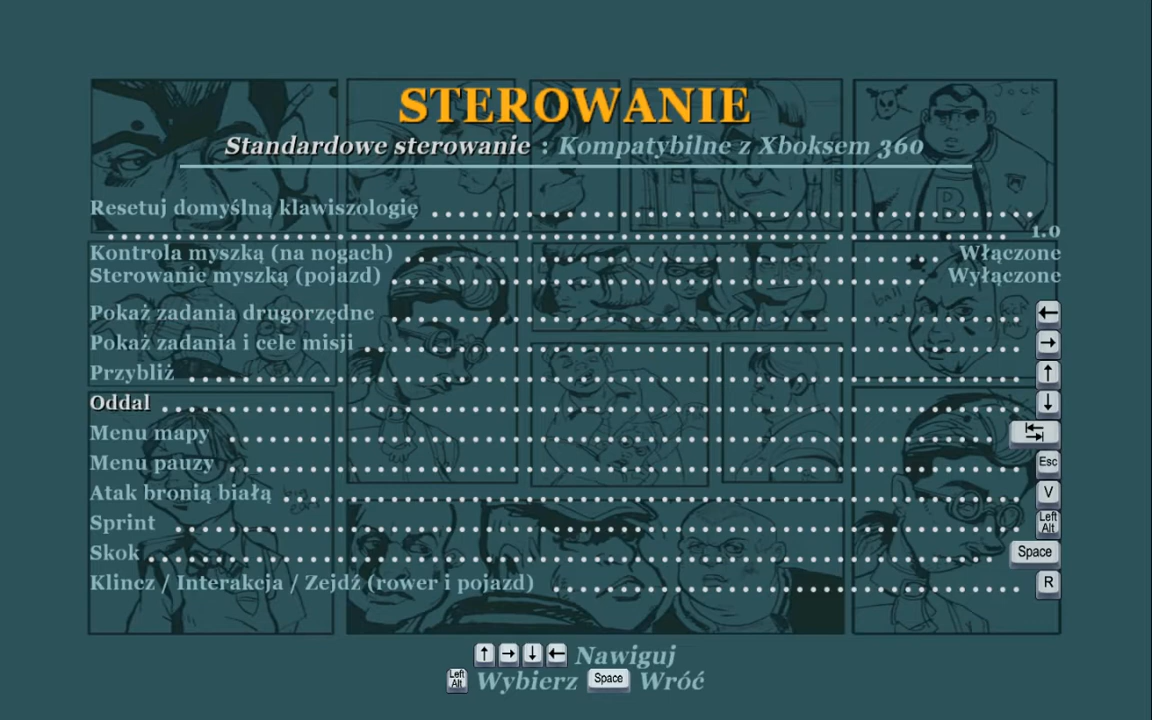 STEROWANIE
Standardowe sterowanie : Kompatybilne z Xboksem 360
Jock
Resetuj domyślną klawiszologię
1.0
Kontrola myszką (na nogach) Włączone
Sterowanie myszką (pojazd) Wyłączone
Pokaż zadania drugorzędne ←
Pokaż zadania i cele misji →
Przybliż ↑
Oddal ↓
Menu mapy ⇆
Menu pauzy Esc
Atak bronią białą V
Sprint Left Alt
Skok Space
Klincz / Interakcja / Zejdź (rower i pojazd) R
↑ → ↓ ← Nawiguj
Left Alt Wybierz Space Wróć